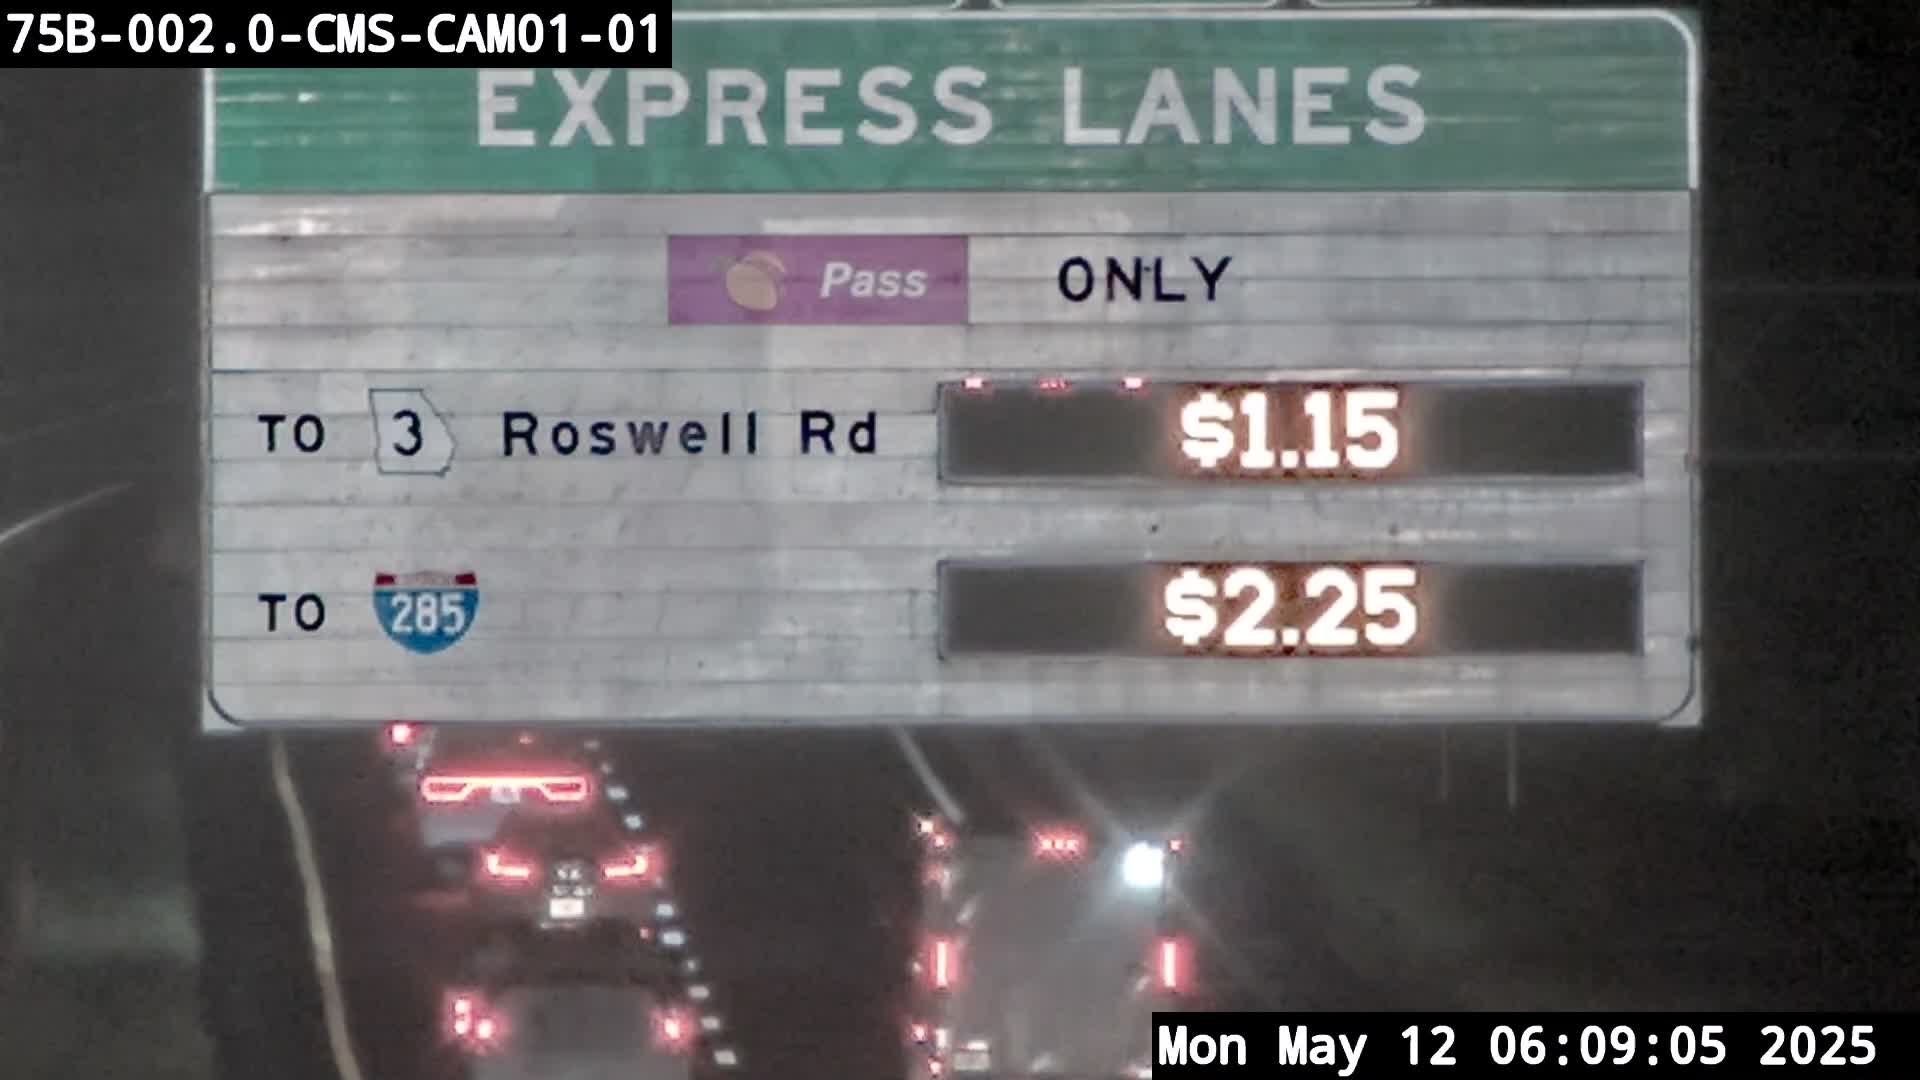 75B-002.0-CMS-CAM01-01
EXPRESS LANES
Pass ONLY
TO 3 Roswell Rd $1.15
TO 285 $2.25
Mon May 12 06:09:05 2025